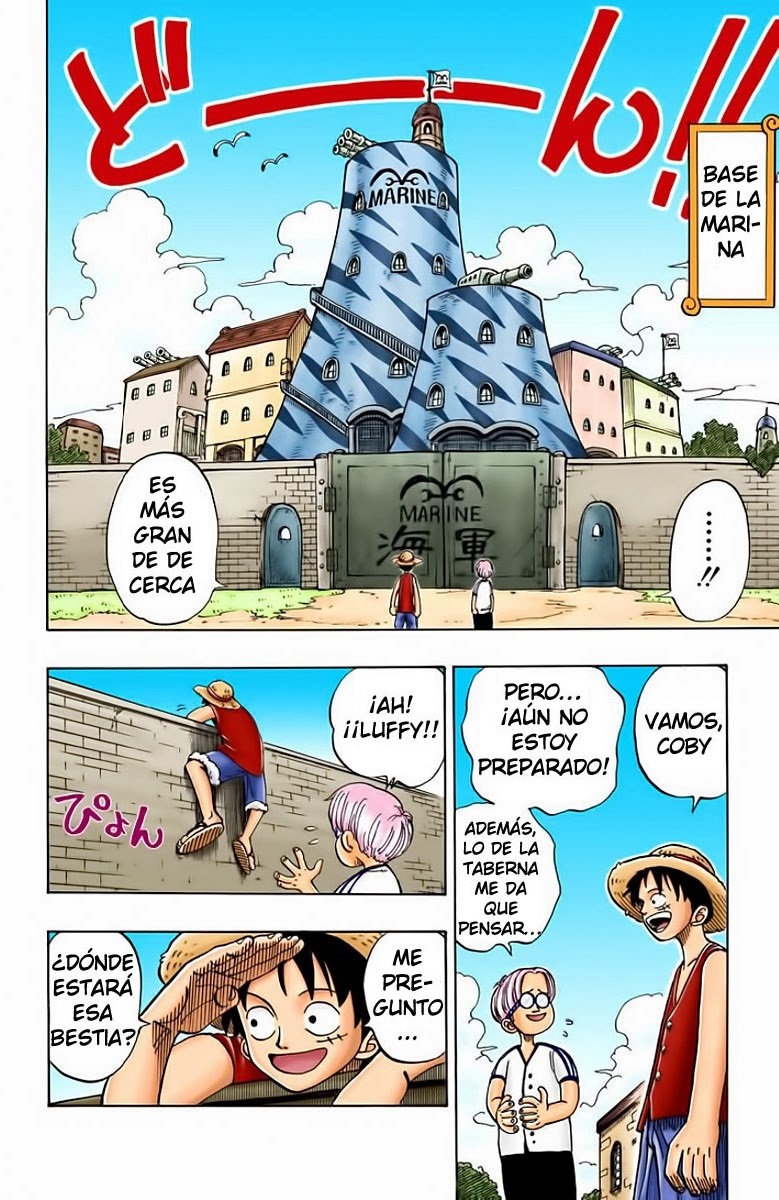 どーーん!!
BASE
DE LA
MARI-
NA
MARINE
MARINE
海軍
......!!
ES
MÁS
GRAN
DE DE
CERCA
VAMOS,
COBY
PERO...
¡AÚN NO
ESTOY
PREPARADO!
ADEMÁS,
LO DE LA
TABERNA
ME DA
QUE
PENSAR...
¡AH!
¡¡LUFFY!!
ぴょん
ME
PRE-
GUNTO
...
¿DÓNDE
ESTARÁ
ESA
BESTIA?